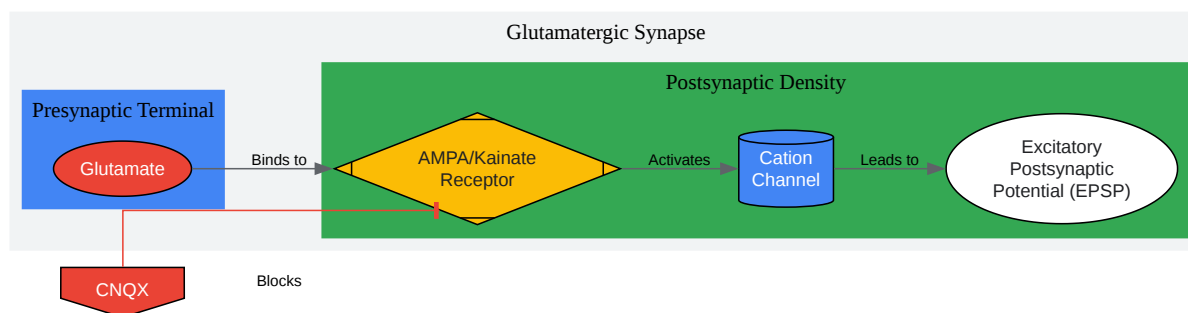 Glutamatergic Synapse
Postsynaptic Density
Presynaptic Terminal
Glutamate
Binds to
AMPA/Kainate
Receptor
Activates
Cation
Channel
Leads to
Excitatory
Postsynaptic
Potential (EPSP)
CNQX
Blocks